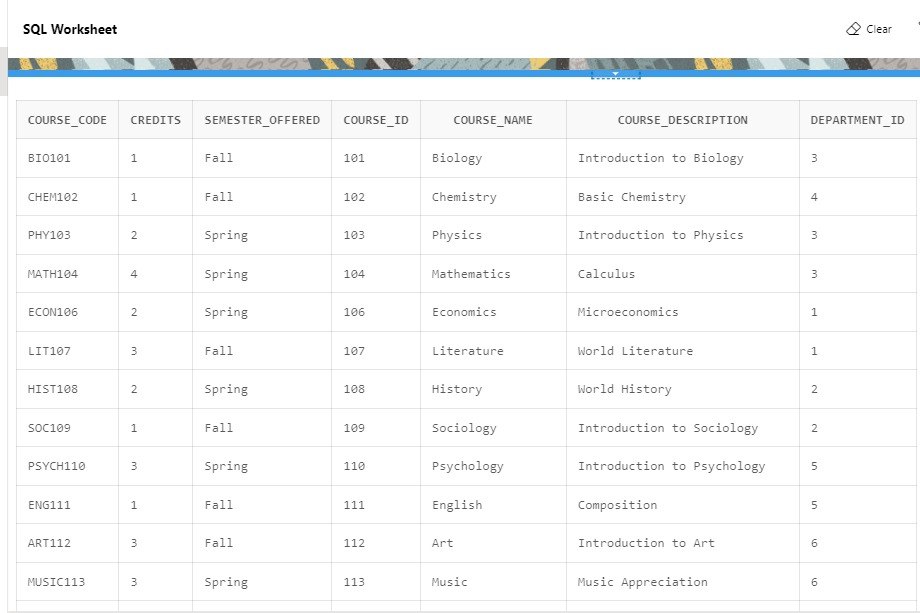 SQL Worksheet
Clear
COURSE_CODE CREDITS SEMESTER_OFFERED COURSE_ID COURSE_NAME COURSE_DESCRIPTION DEPARTMENT_ID
BIO101 1 Fall 101 Biology Introduction to Biology 3
CHEM102 1 Fall 102 Chemistry Basic Chemistry 4
PHY103 2 Spring 103 Physics Introduction to Physics 3
MATH104 4 Spring 104 Mathematics Calculus 3
ECON106 2 Spring 106 Economics Microeconomics 1
LIT107 3 Fall 107 Literature World Literature 1
HIST108 2 Spring 108 History World History 2
SOC109 1 Fall 109 Sociology Introduction to Sociology 2
PSYCH110 3 Spring 110 Psychology Introduction to Psychology 5
ENG111 1 Fall 111 English Composition 5
ART112 3 Fall 112 Art Introduction to Art 6
MUSIC113 3 Spring 113 Music Music Appreciation 6